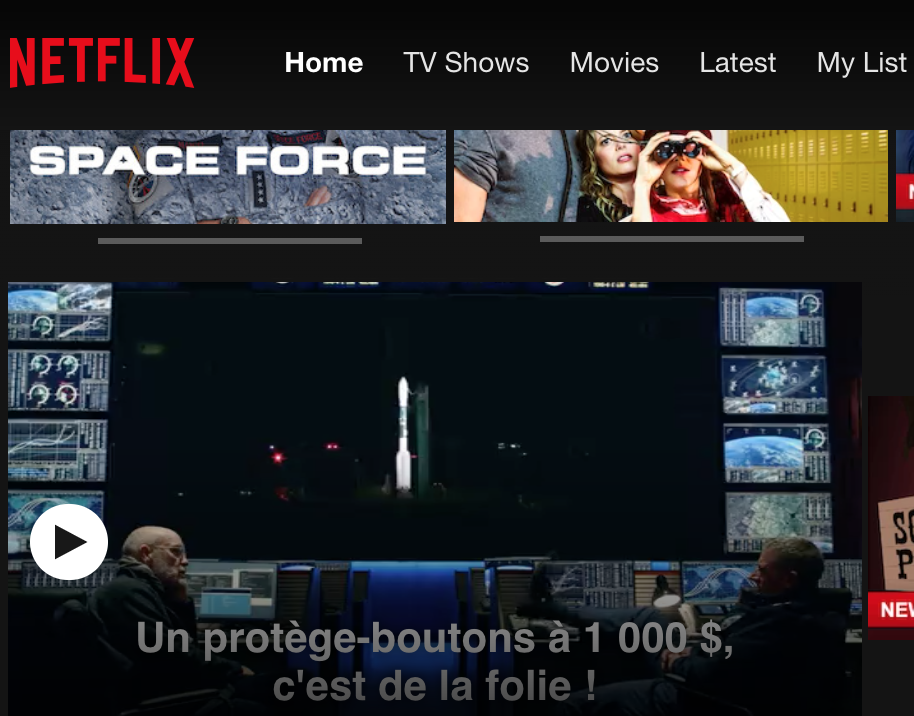 NETFLIX
Home
TV Shows
Movies
Latest
My List
SPACE FORCE
Un protège-boutons à 1 000 $,
c'est de la folie !
NEW